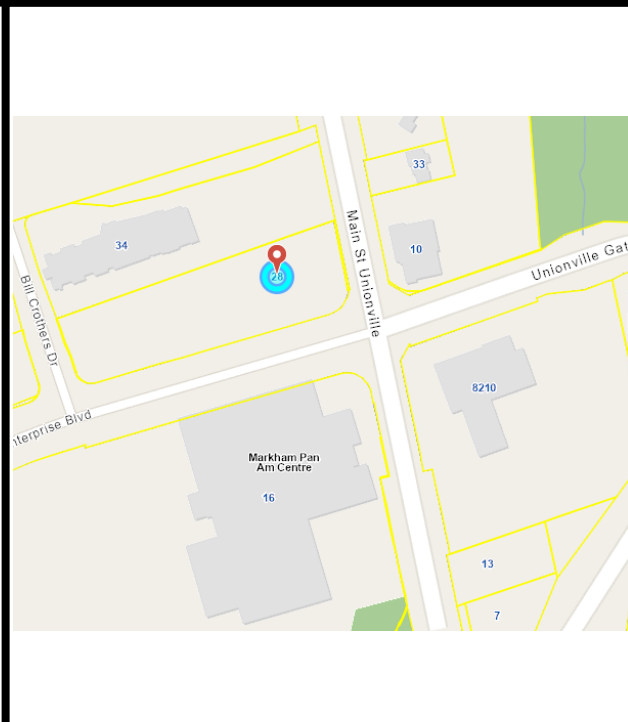 33
Main St Unionville
34
10
28
Unionville Gat
Bill Crothers Dr
nterprise Blvd
8210
Markham Pan
Am Centre
16
13
7